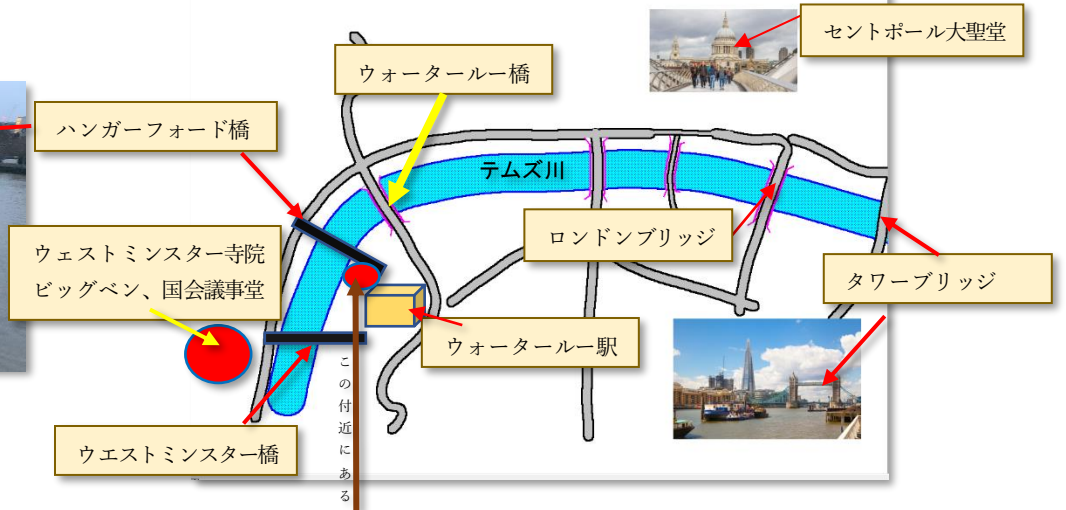 セントポール大聖堂
ウォータールー橋
ハンガーフォード橋
テムズ川
ウェストミンスター寺院
ビッグベン、国会議事堂
ロンドンブリッジ
タワーブリッジ
ウォータールー駅
ウエストミンスター橋
この付近にある